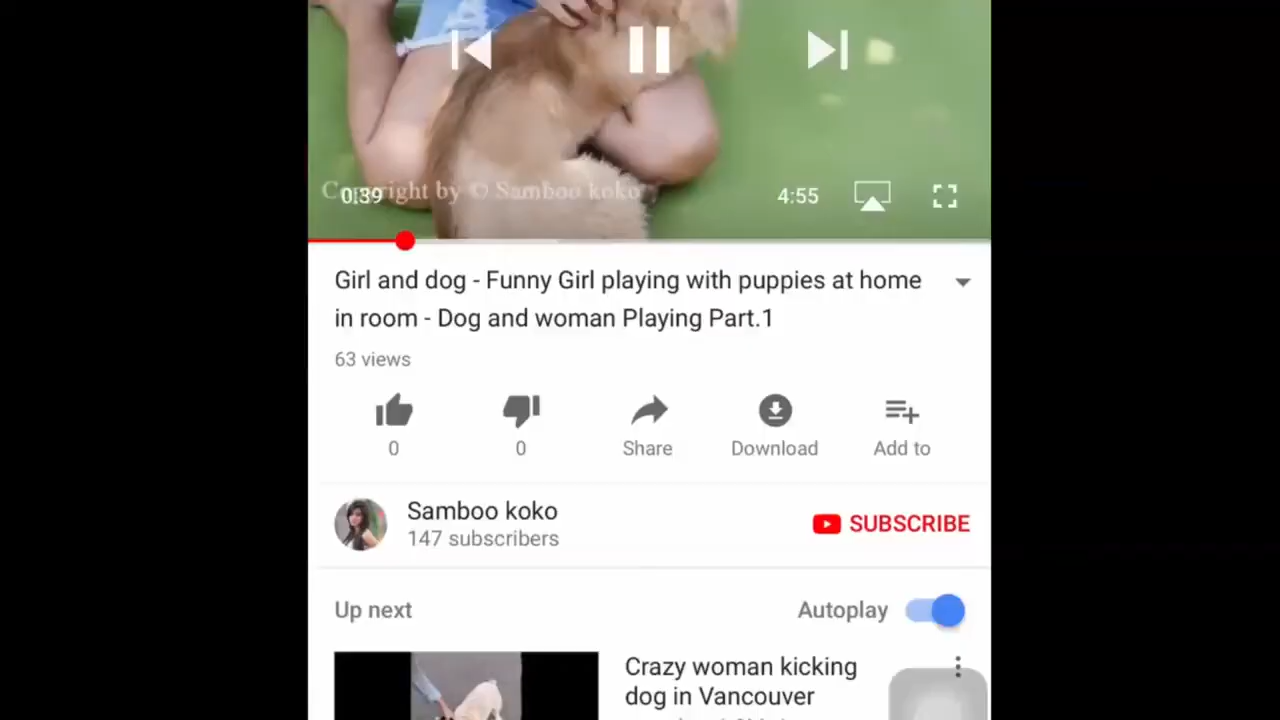 Copyright by © Samboo koko
0:39
4:55
Girl and dog - Funny Girl playing with puppies at home
in room - Dog and woman Playing Part.1
63 views
0
0
Share
Download
Add to
Samboo koko
147 subscribers
SUBSCRIBE
Up next
Autoplay
Crazy woman kicking
dog in Vancouver